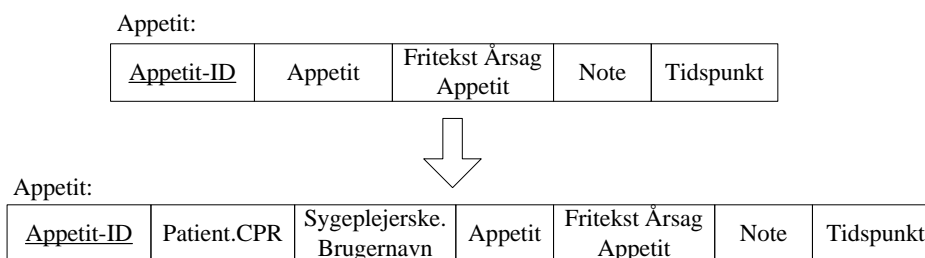 Appetit:
Appetit-ID Appetit Fritekst Årsag Appetit Note Tidspunkt
Appetit:
Appetit-ID Patient.CPR Sygeplejerske. Brugernavn Appetit Fritekst Årsag Appetit Note Tidspunkt